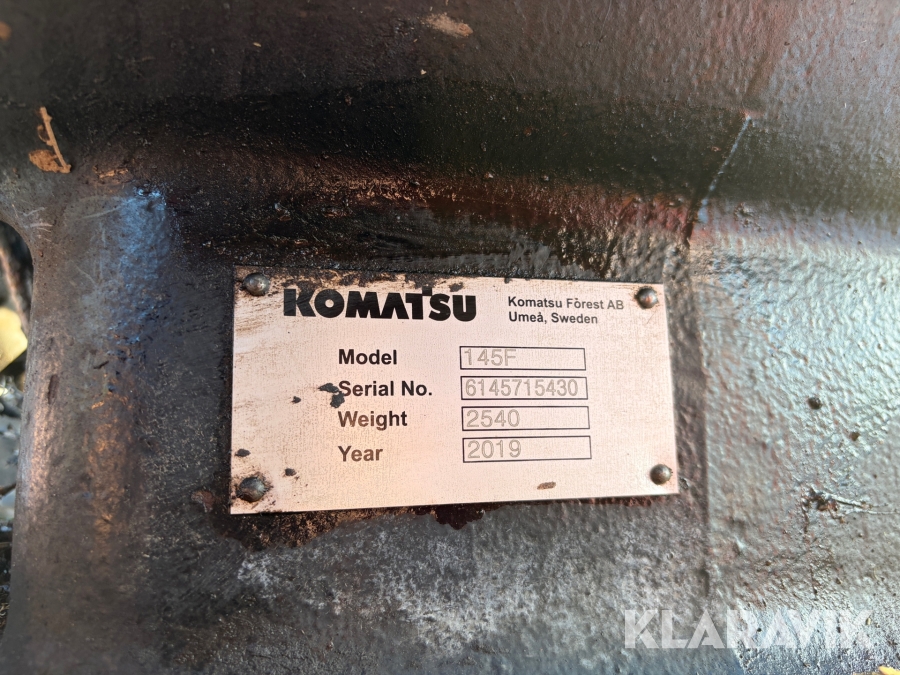 KOMATSU
Komatsu Forest AB
Umeå, Sweden
Model 145F
Serial No. 6145715430
Weight 2540
Year 2019
KLARAVIK